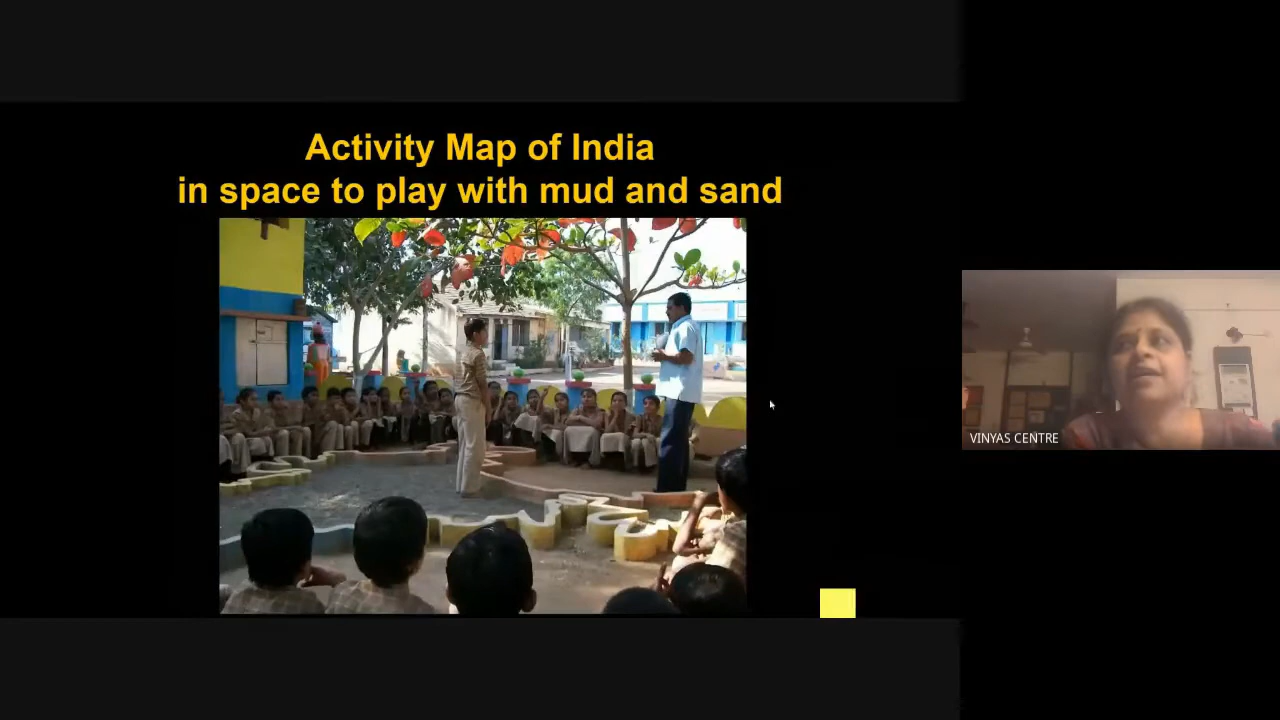 Activity Map of India
in space to play with mud and sand
VINYAS CENTRE